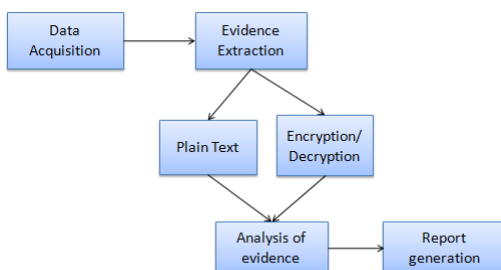 Data
Acquisition
Evidence
Extraction
Plain Text
Encryption/
Decryption
Analysis of
evidence
Report
generation